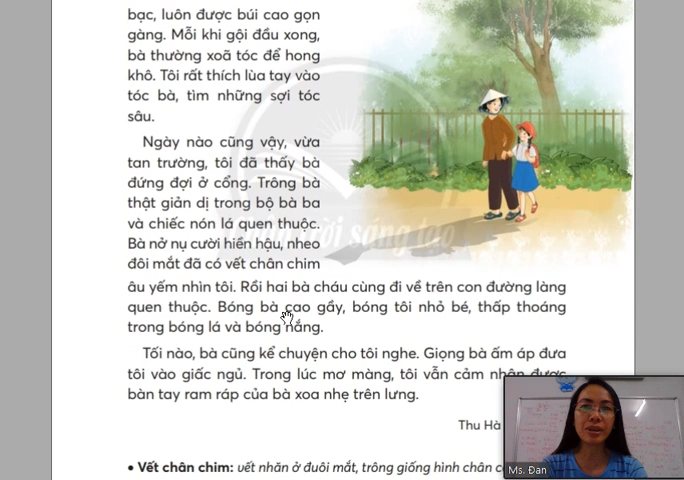 bạc, luôn được búi cao gọn
gàng. Mỗi khi gội đầu xong,
bà thường xoã tóc để hong
khô. Tôi rất thích lùa tay vào
tóc bà, tìm những sợi tóc
sâu.
Ngày nào cũng vậy, vừa
tan trường, tôi đã thấy bà
đứng đợi ở cổng. Trông bà
thật giản dị trong bộ bà ba
và chiếc nón lá quen thuộc.
Bà nở nụ cười hiền hậu, nheo
đôi mắt đã có vết chân chim
âu yếm nhìn tôi. Rồi hai bà cháu cùng đi về trên con đường làng
quen thuộc. Bóng bà cao gầy, bóng tôi nhỏ bé, thấp thoáng
trong bóng lá và bóng nắng.
Tối nào, bà cũng kể chuyện cho tôi nghe. Giọng bà ấm áp đưa
tôi vào giấc ngủ. Trong lúc mơ màng, tôi vẫn cảm nhận được
bàn tay ram ráp của bà xoa nhẹ trên lưng.
Thu Hà
• Vết chân chim: vết nhăn ở đuôi mắt, trông giống hình chân
Chân trời sáng tạo
Ms. Đan